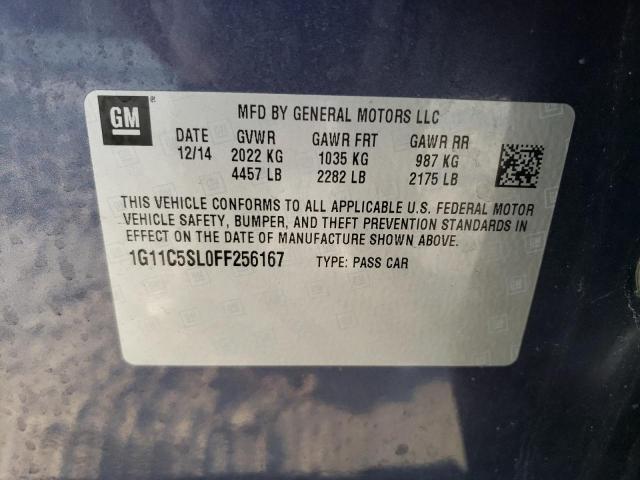 GM®
MFD BY GENERAL MOTORS LLC
DATE GVWR GAWR FRT GAWR RR
12/14 2022 KG 1035 KG 987 KG
4457 LB 2282 LB 2175 LB
THIS VEHICLE CONFORMS TO ALL APPLICABLE U.S. FEDERAL MOTOR
VEHICLE SAFETY, BUMPER, AND THEFT PREVENTION STANDARDS IN
EFFECT ON THE DATE OF MANUFACTURE SHOWN ABOVE.
1G11C5SL0FF256167 TYPE: PASS CAR